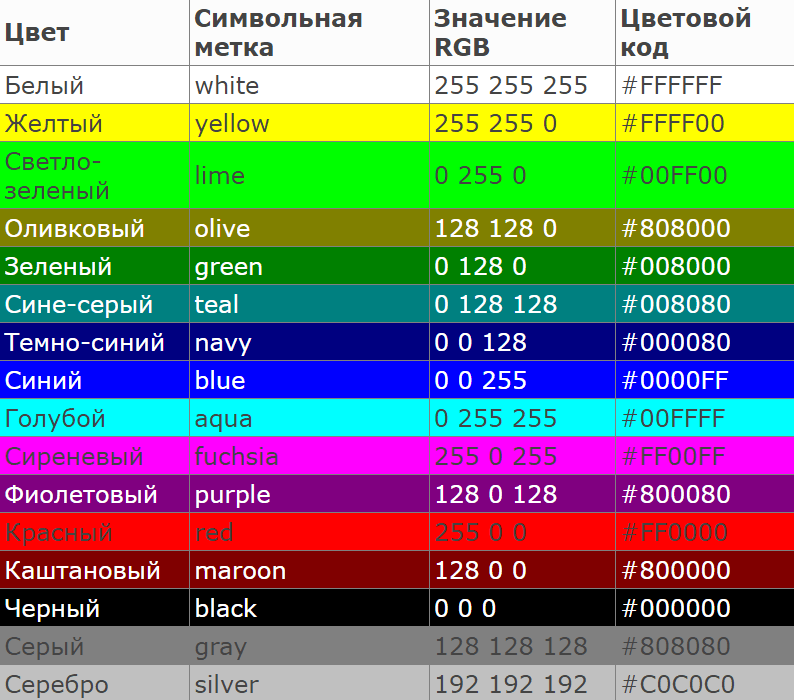 Цвет Символьная метка Значение RGB Цветовой код
Белый white 255 255 255 #FFFFFF
Желтый yellow 255 255 0 #FFFF00
Светло-зеленый lime 0 255 0 #00FF00
Оливковый olive 128 128 0 #808000
Зеленый green 0 128 0 #008000
Сине-серый teal 0 128 128 #008080
Темно-синий navy 0 0 128 #000080
Синий blue 0 0 255 #0000FF
Голубой aqua 0 255 255 #00FFFF
Сиреневый fuchsia 255 0 255 #FF00FF
Фиолетовый purple 128 0 128 #800080
Красный red 255 0 0 #FF0000
Каштановый maroon 128 0 0 #800000
Черный black 0 0 0 #000000
Серый gray 128 128 128 #808080
Серебро silver 192 192 192 #C0C0C0